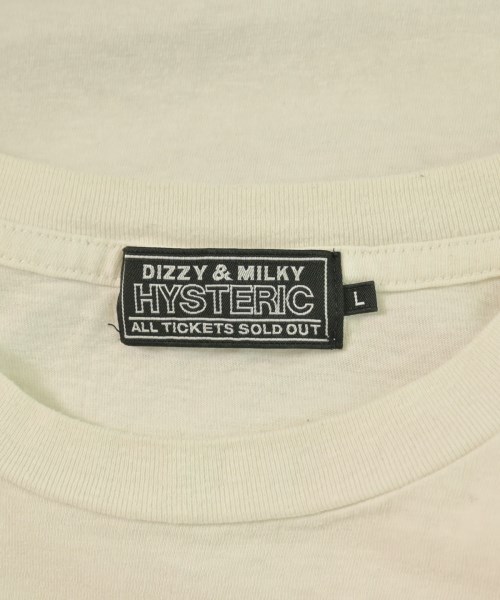 DIZZY & MILKY
HYSTERIC
ALL TICKETS SOLD OUT
L